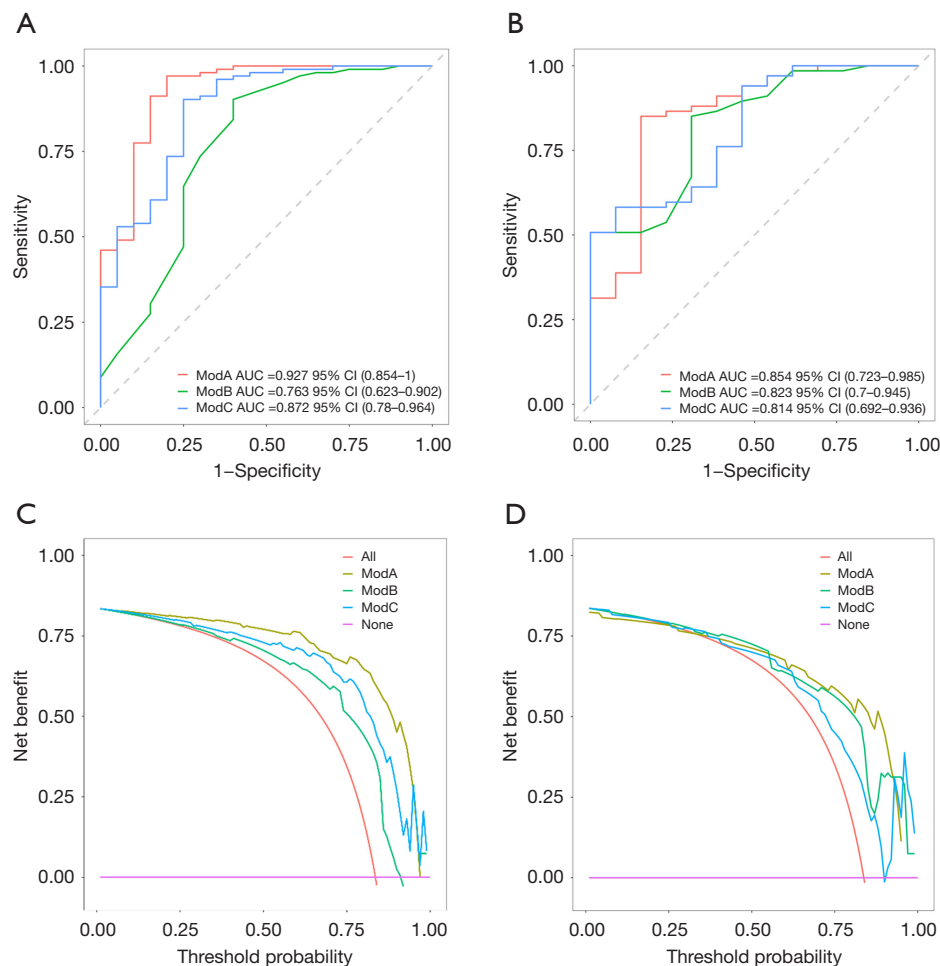 A
1.00
0.75
0.50
0.25
0.00
Sensitivity
ModA AUC =0.927 95% CI (0.854–1)
ModB AUC =0.763 95% CI (0.623–0.902)
ModC AUC =0.872 95% CI (0.78–0.964)
0.00 0.25 0.50 0.75 1.00
1–Specificity
B
1.00
0.75
0.50
0.25
0.00
Sensitivity
ModA AUC =0.854 95% CI (0.723–0.985)
ModB AUC =0.823 95% CI (0.7–0.945)
ModC AUC =0.814 95% CI (0.692–0.936)
0.00 0.25 0.50 0.75 1.00
1–Specificity
C
1.00
0.75
0.50
0.25
0.00
Net benefit
All
ModA
ModB
ModC
None
0.00 0.25 0.50 0.75 1.00
Threshold probability
D
1.00
0.75
0.50
0.25
0.00
Net benefit
All
ModA
ModB
ModC
None
0.00 0.25 0.50 0.75 1.00
Threshold probability